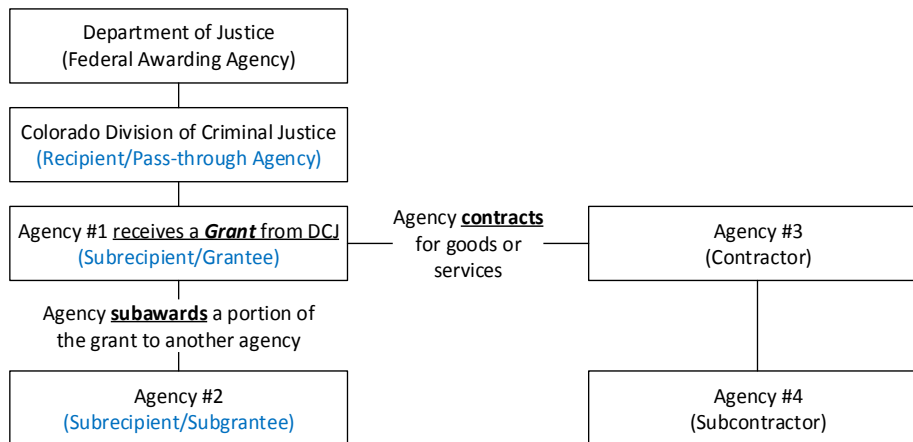 Department of Justice
(Federal Awarding Agency)
Colorado Division of Criminal Justice
(Recipient/Pass-through Agency)
Agency #1 receives a Grant from DCJ
(Subrecipient/Grantee)
Agency contracts
for goods or
services
Agency #3
(Contractor)
Agency subawards a portion of
the grant to another agency
Agency #2
(Subrecipient/Subgrantee)
Agency #4
(Subcontractor)